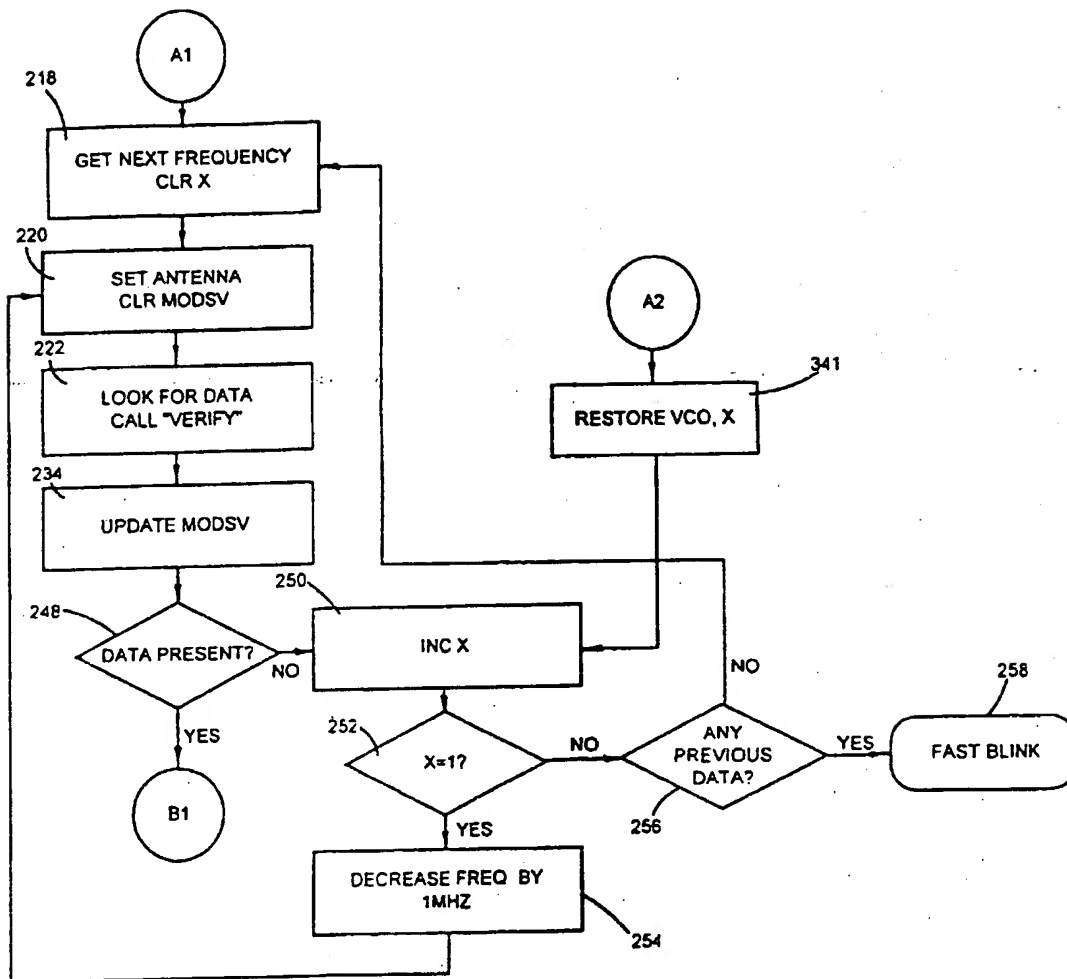 A1
218
GET NEXT FREQUENCY
CLR X
220
SET ANTENNA
CLR MODSV
222
LOOK FOR DATA
CALL "VERIFY"
234
UPDATE MODSV
248
DATA PRESENT?
NO
YES
B1
A2
341
RESTORE VCO, X
250
INC X
252
X=1?
NO
YES
DECREASE FREQ BY
1MHZ
254
NO
ANY
PREVIOUS
DATA?
256
YES
258
FAST BLINK